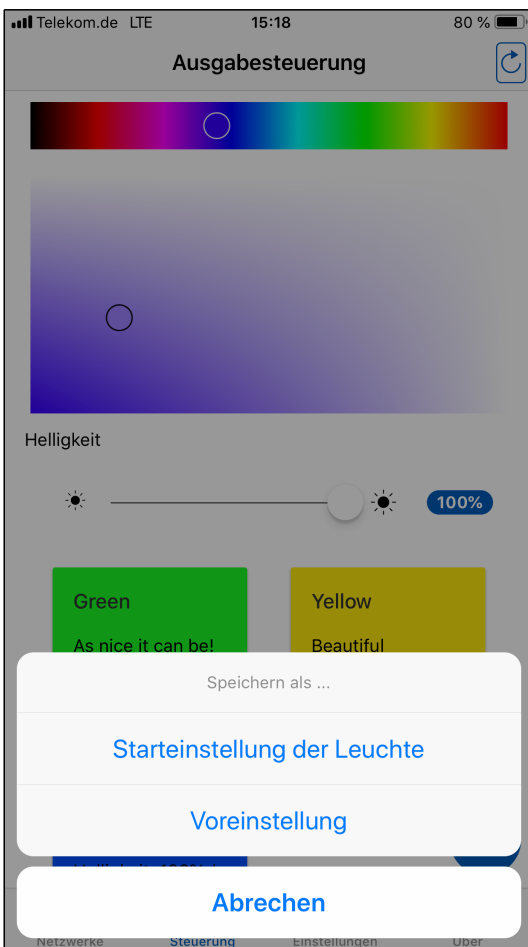 Telekom.de LTE 15:18 80 %
Ausgabesteuerung
Helligkeit
100%
Green Yellow
As nice it can be! Beautiful
Speichern als ...
Starteinstellung der Leuchte
Voreinstellung
Abrechen
Netzwerke Steuerung Einstellungen Über